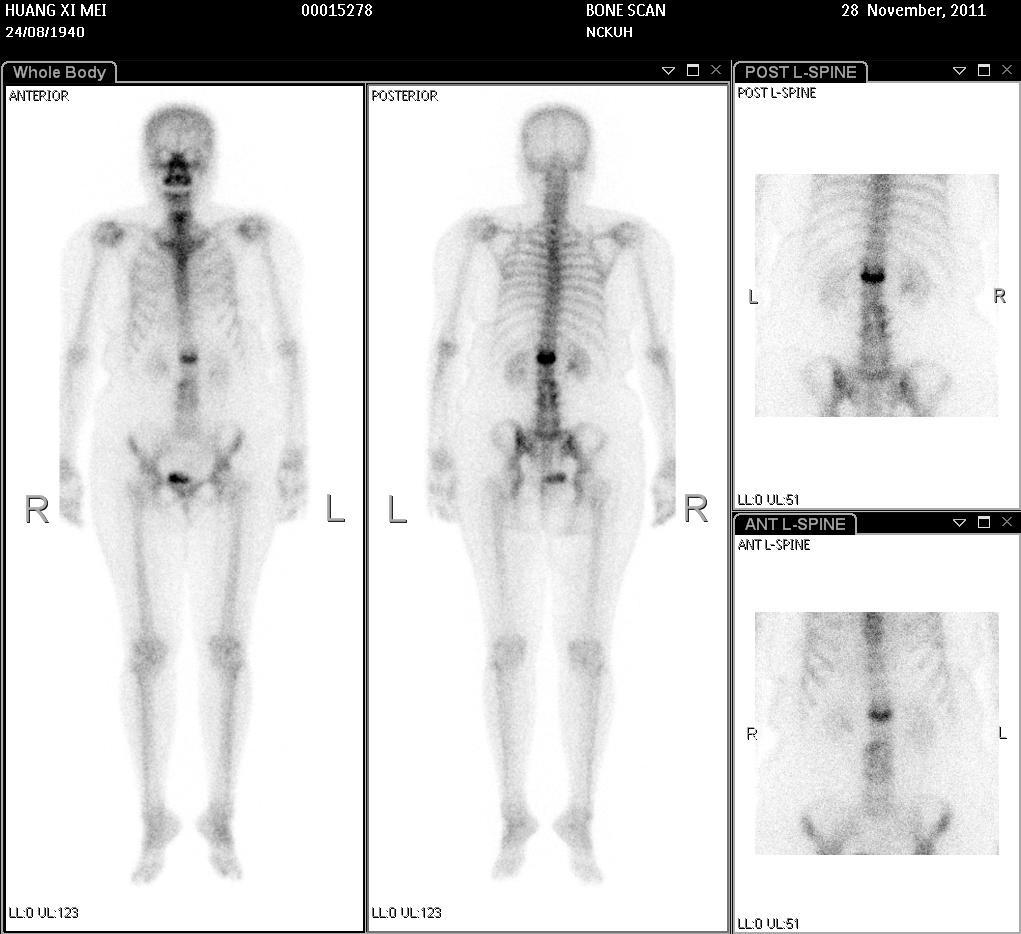 HUANG XI MEI 00015278 BONE SCAN 28 November, 2011
24/08/1940 NCKUH
Whole Body
ANTERIOR
R L
LL:0 UL:123
POSTERIOR
L R
LL:0 UL:123
POST L-SPINE
POST L-SPINE
L R
LL:0 UL:51
ANT L-SPINE
ANT L-SPINE
R L
LL:0 UL:51